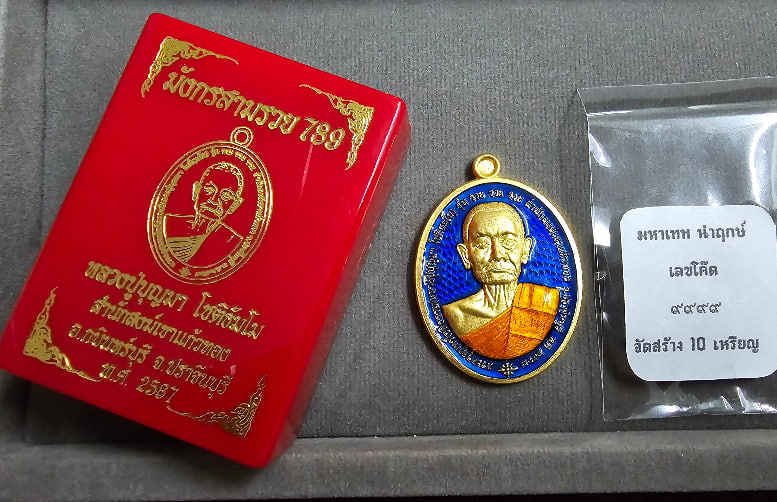 มังกรสามรวย 789
หลวงปู่บุญมา โชติธมฺโม
สำนักสงฆ์เขาแก้วทอง
อ.กบินทร์บุรี จ.ปราจีนบุรี
พ.ศ. 2567
มหาเทพ น่าฤกษ์
เลขโค๊ด
๙๙๙๙
จัดสร้าง 10 เหรียญ